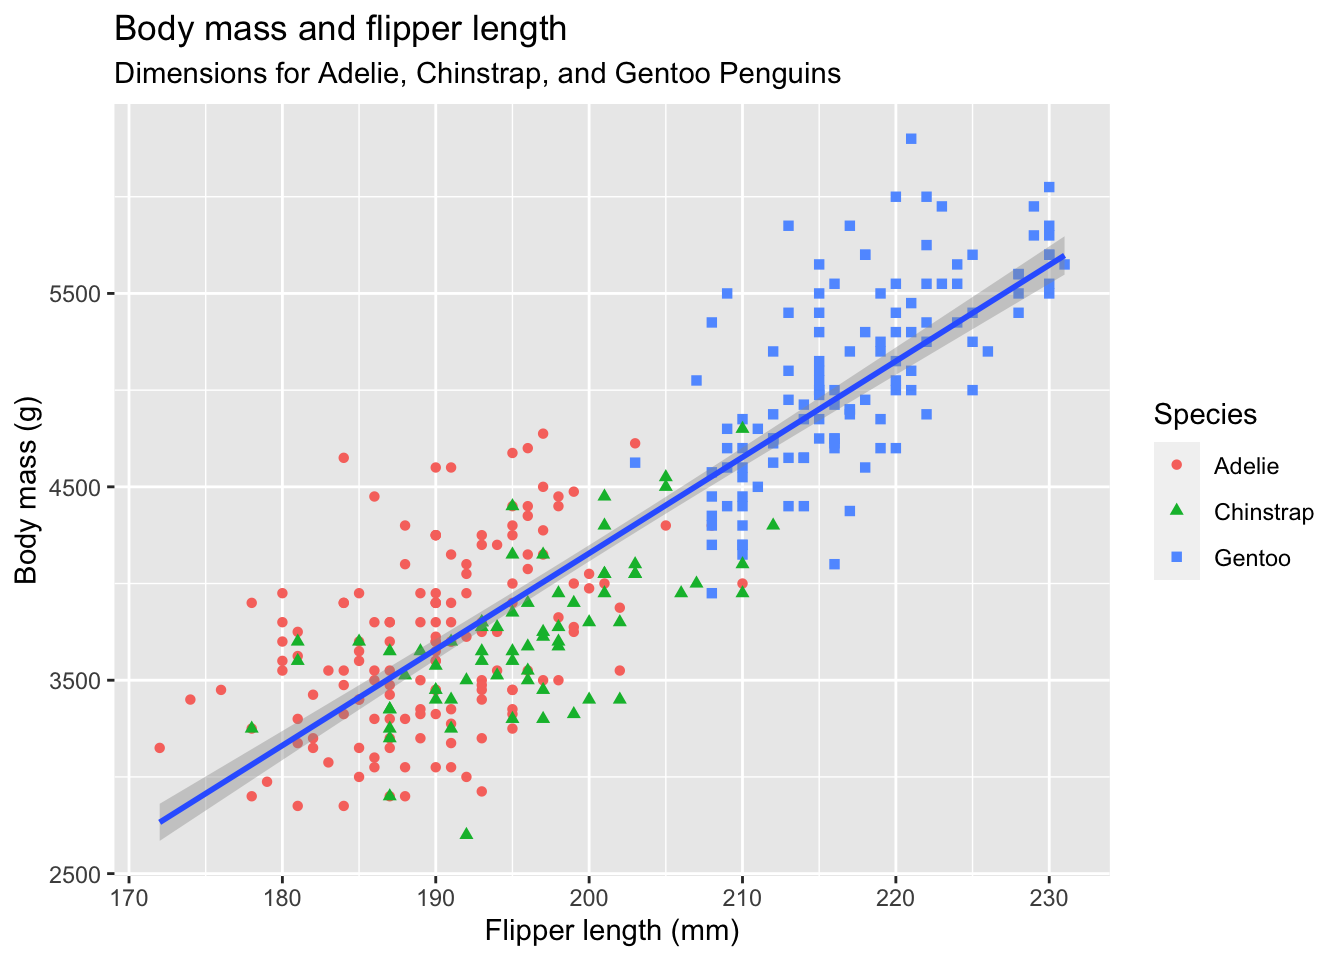 Body mass and flipper length
Dimensions for Adelie, Chinstrap, and Gentoo Penguins
Body mass (g)
5500
4500
3500
2500
170 180 190 200 210 220 230
Flipper length (mm)
Species
Adelie
Chinstrap
Gentoo